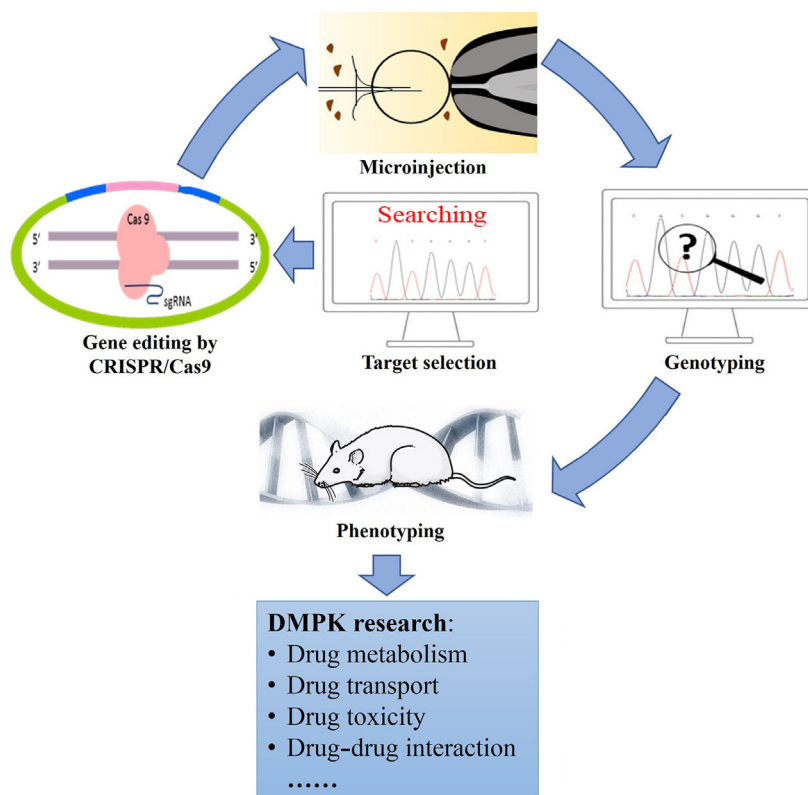 Microinjection
Searching
?
Cas 9
5′ 3′
3′ 5′
sgRNA
Gene editing by
CRISPR/Cas9
Target selection
Genotyping
Phenotyping
DMPK research:
• Drug metabolism
• Drug transport
• Drug toxicity
• Drug–drug interaction
……